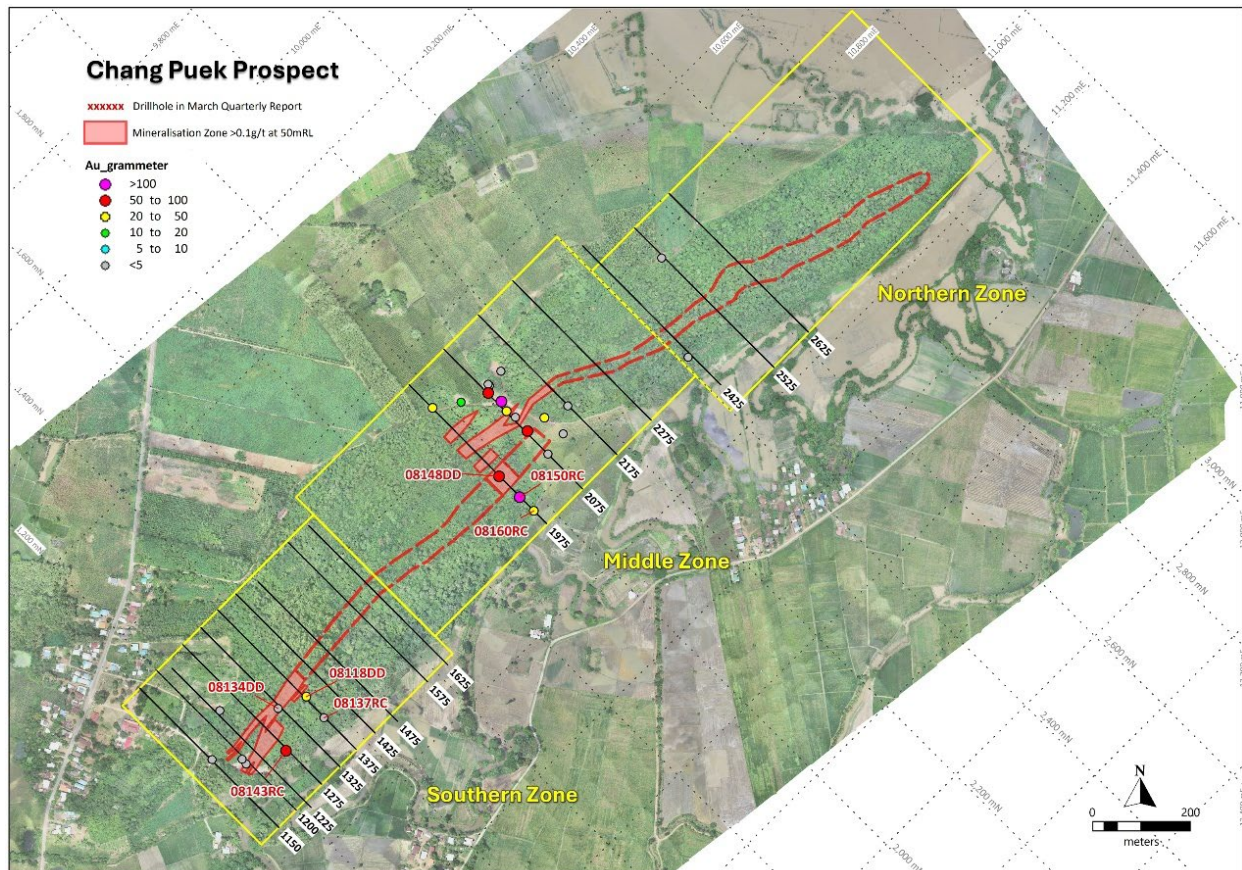 Chang Puek Prospect
xxxxxx Drillhole in March Quarterly Report
Mineralisation Zone >0.1g/t at 50mRL
Au_grammeter
>100
50 to 100
20 to 50
10 to 20
5 to 10
<5
9,800 mE
10,000 mE
10,200 mE
10,400 mE
10,600 mE
10,800 mE
11,000 mE
11,200 mE
11,400 mE
11,600 mE
1,800 mN
1,600 mN
1,400 mN
1,200 mN
3,000 mN
2,800 mN
2,600 mN
2,400 mN
2,200 mN
2,000 mN
Northern Zone
2625
2525
2425
2275
2175
2075
1975
08148DD
08150RC
08160RC
Middle Zone
1625
1575
1475
1425
1375
1325
1275
1225
1200
1150
08134DD
08118DD
08137RC
08143RC
Southern Zone
N
0 200
meters